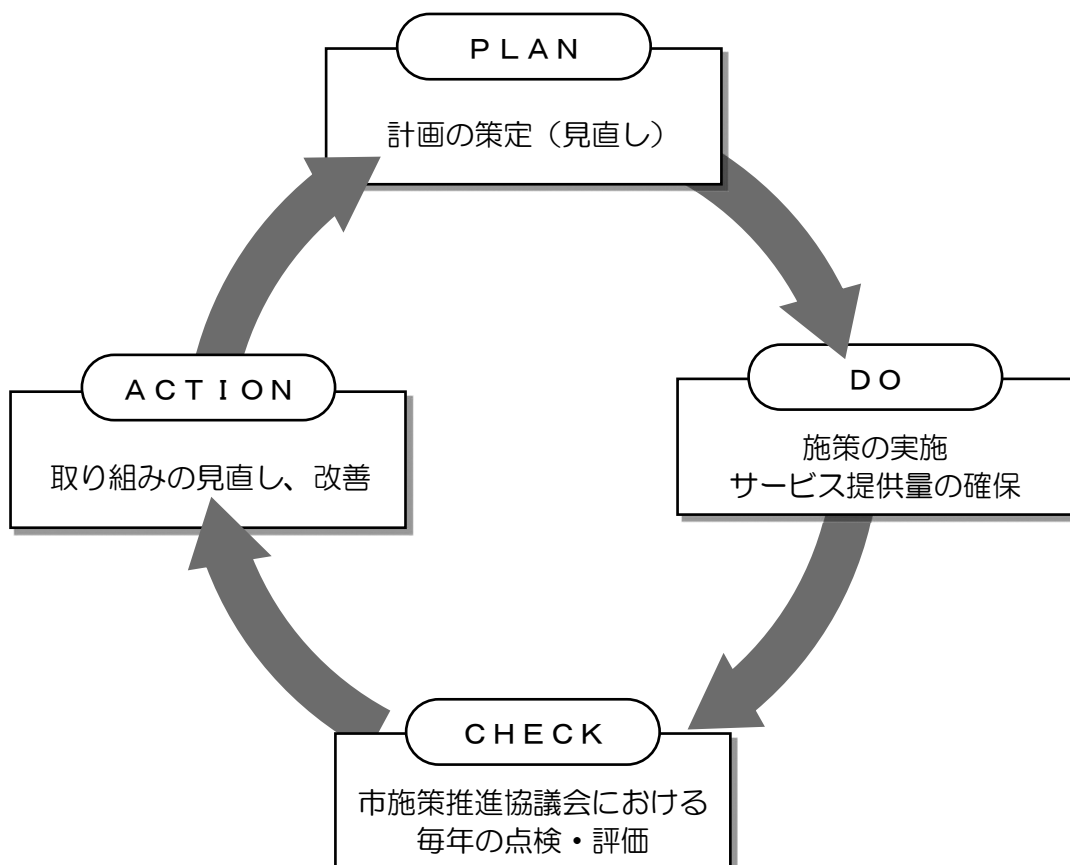 ＰＬＡＮ
計画の策定（見直し）
ＤＯ
施策の実施
サービス提供量の確保
ＣＨＥＣＫ
市施策推進協議会における
毎年の点検・評価
ＡＣＴＩＯＮ
取り組みの見直し、改善